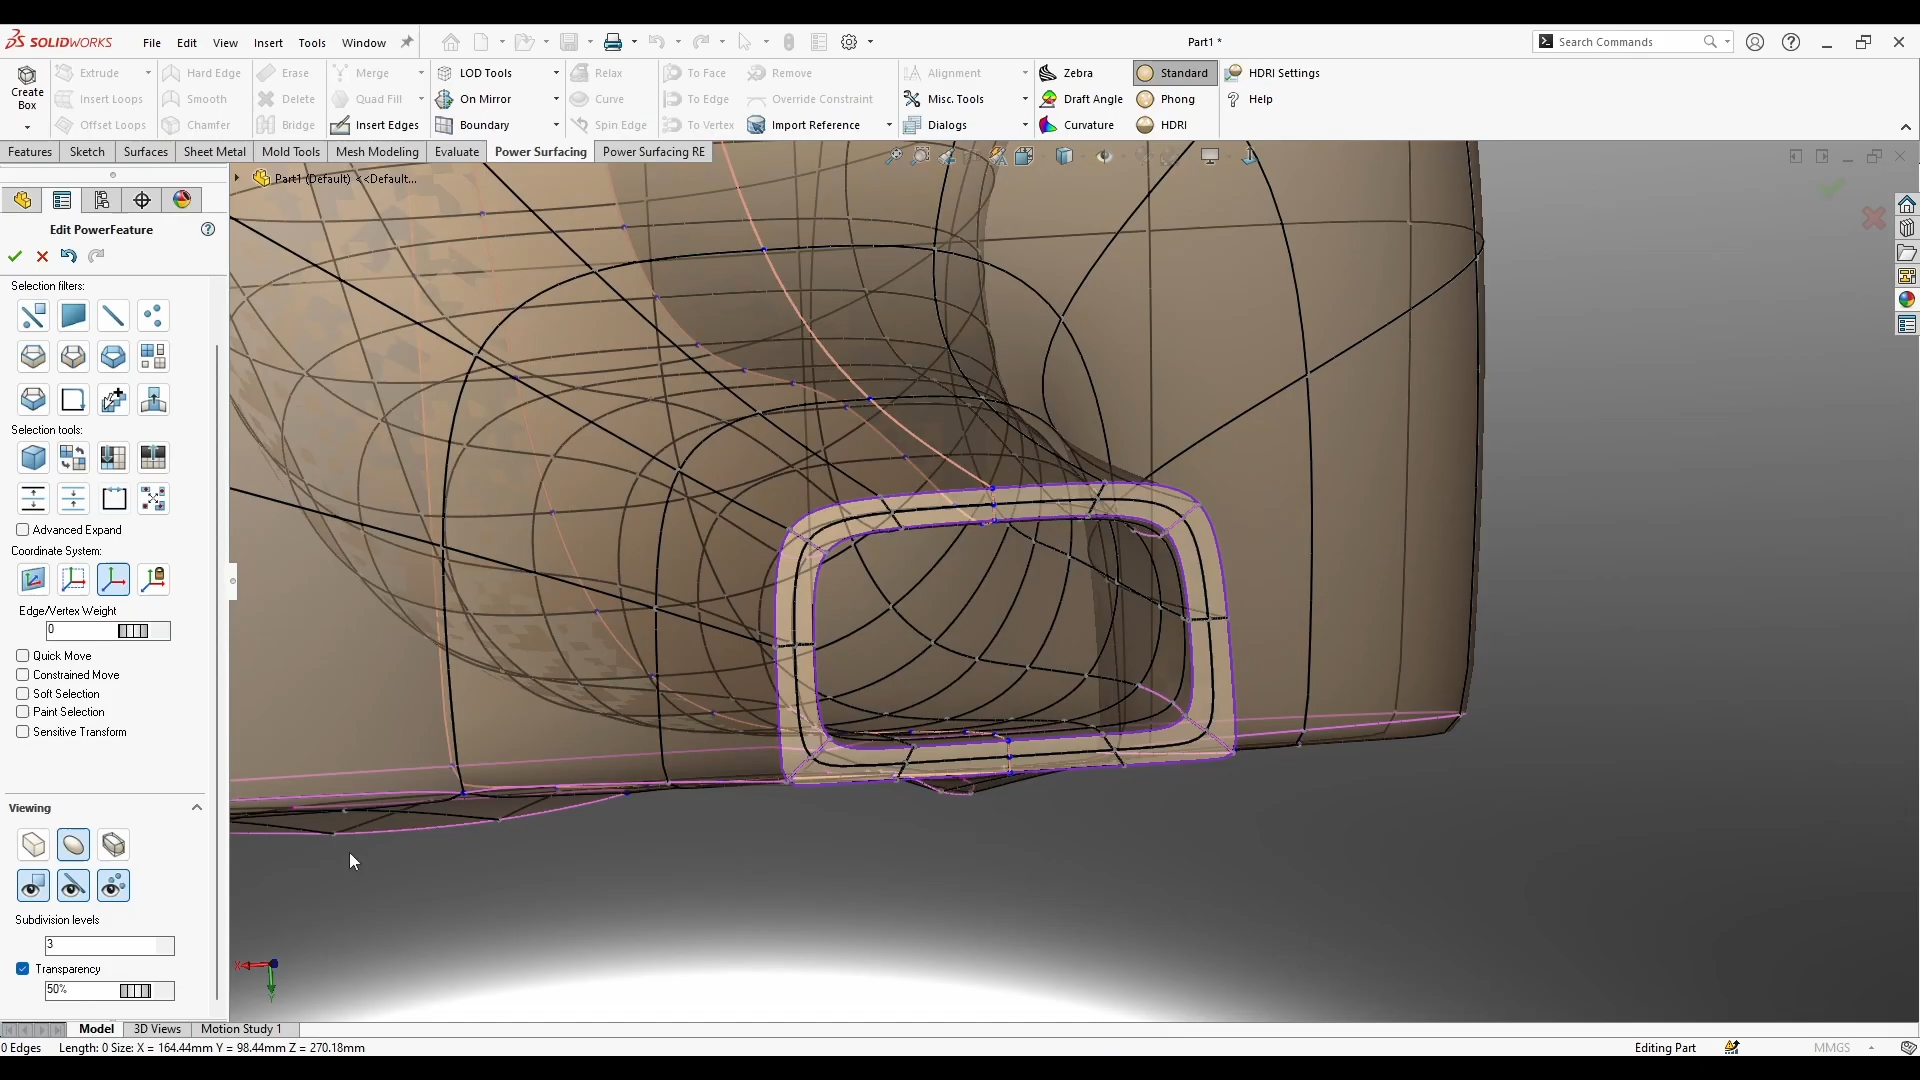 SOLIDWORKS File Edit View Insert Tools Window Part1 * Search Commands
Create Box
Extrude Hard Edge Erase Merge LOD Tools Relax To Face Remove Alignment Zebra Standard HDRI Settings
Insert Loops Smooth Delete Quad Fill On Mirror Curve To Edge Override Constraint Misc. Tools Draft Angle Phong Help
Offset Loops Chamfer Bridge Insert Edges Boundary Spin Edge To Vertex Import Reference Dialogs Curvature HDRI
Features Sketch Surfaces Sheet Metal Mold Tools Mesh Modeling Evaluate Power Surfacing Power Surfacing RE
Part1 (Default) <<Default...
Edit PowerFeature
Selection filters:
Selection tools:
Advanced Expand
Coordinate System:
Edge/Vertex Weight
0
Quick Move
Constrained Move
Soft Selection
Paint Selection
Sensitive Transform
Viewing
Subdivision levels
3
Transparency
50%
X
Y
Model 3D Views Motion Study 1
0 Edges Length: 0 Size: X = 164.44mm Y = 98.44mm Z = 270.18mm Editing Part MMGS